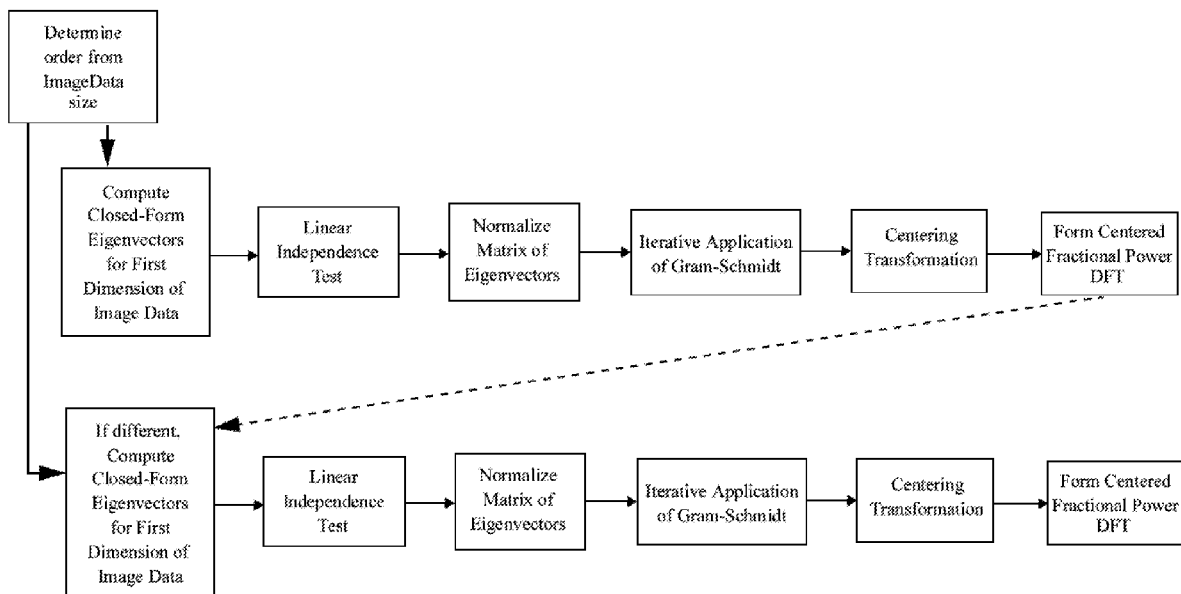 Determine
order from
ImageData
size
Compute
Closed-Form
Eigenvectors
for First
Dimension of
Image Data
Linear
Independence
Test
Normalize
Matrix of
Eigenvectors
Iterative Application
of Gram-Schmidt
Centering
Transformation
Form Centered
Fractional Power
DFT
If different,
Compute
Closed-Form
Eigenvectors
for First
Dimension of
Image Data
Linear
Independence
Test
Normalize
Matrix of
Eigenvectors
Iterative Application
of Gram-Schmidt
Centering
Transformation
Form Centered
Fractional Power
DFT